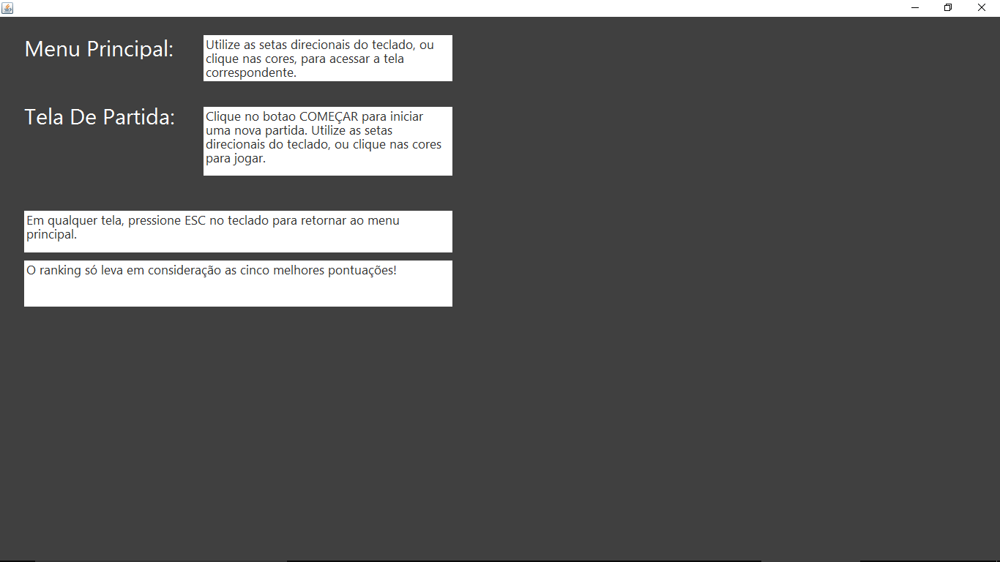 Menu Principal:
Utilize as setas direcionais do teclado, ou
clique nas cores, para acessar a tela
correspondente.
Tela De Partida:
Clique no botao COMEÇAR para iniciar
uma nova partida. Utilize as setas
direcionais do teclado, ou clique nas cores
para jogar.
Em qualquer tela, pressione ESC no teclado para retornar ao menu
principal.
O ranking só leva em consideração as cinco melhores pontuações!